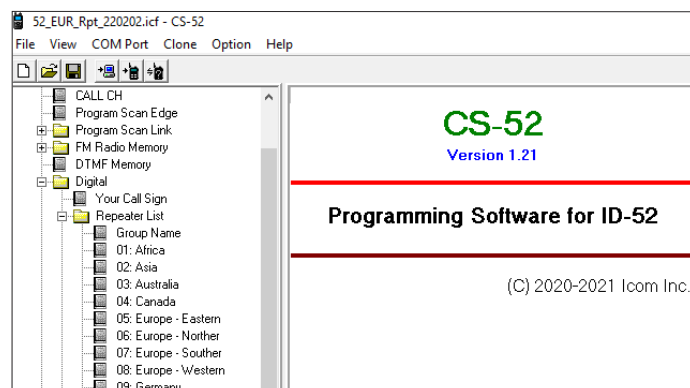 52_EUR_Rpt_220202.icf - CS-52
File View COM Port Clone Option Help
CALL CH
Program Scan Edge
Program Scan Link
FM Radio Memory
DTMF Memory
Digital
Your Call Sign
Repeater List
Group Name
01: Africa
02: Asia
03: Australia
04: Canada
05: Europe - Eastern
06: Europe - Norther
07: Europe - Souther
08: Europe - Western
09: Germany
CS-52
Version 1.21
Programming Software for ID-52
(C) 2020-2021 Icom Inc.